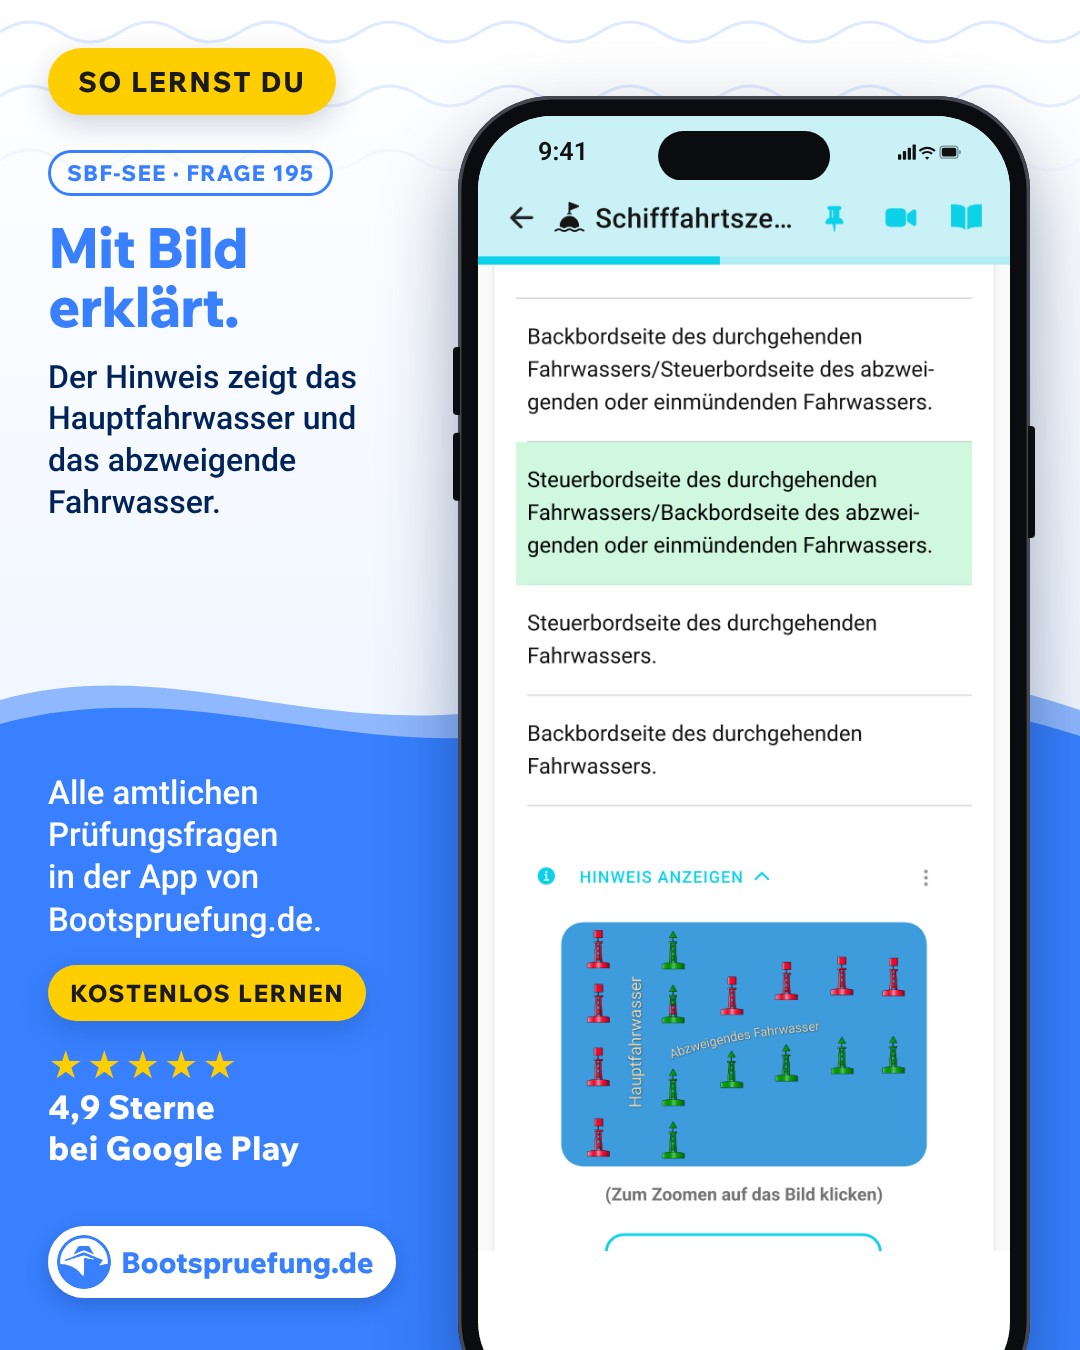 SO LERNST DU
SBF-SEE · FRAGE 195
Mit Bild
erklärt.
Der Hinweis zeigt das
Hauptfahrwasser und
das abzweigende
Fahrwasser.
Alle amtlichen
Prüfungsfragen
in der App von
Bootspruefung.de.
KOSTENLOS LERNEN
★★★★★
4,9 Sterne
bei Google Play
Bootspruefung.de
9:41
Schifffahrtsze...
Backbordseite des durchgehenden
Fahrwassers/Steuerbordseite des abzwei-
genden oder einmündenden Fahrwassers.
Steuerbordseite des durchgehenden
Fahrwassers/Backbordseite des abzwei-
genden oder einmündenden Fahrwassers.
Steuerbordseite des durchgehenden
Fahrwassers.
Backbordseite des durchgehenden
Fahrwassers.
HINWEIS ANZEIGEN
Hauptfahrwasser
Abzweigendes Fahrwasser
(Zum Zoomen auf das Bild klicken)